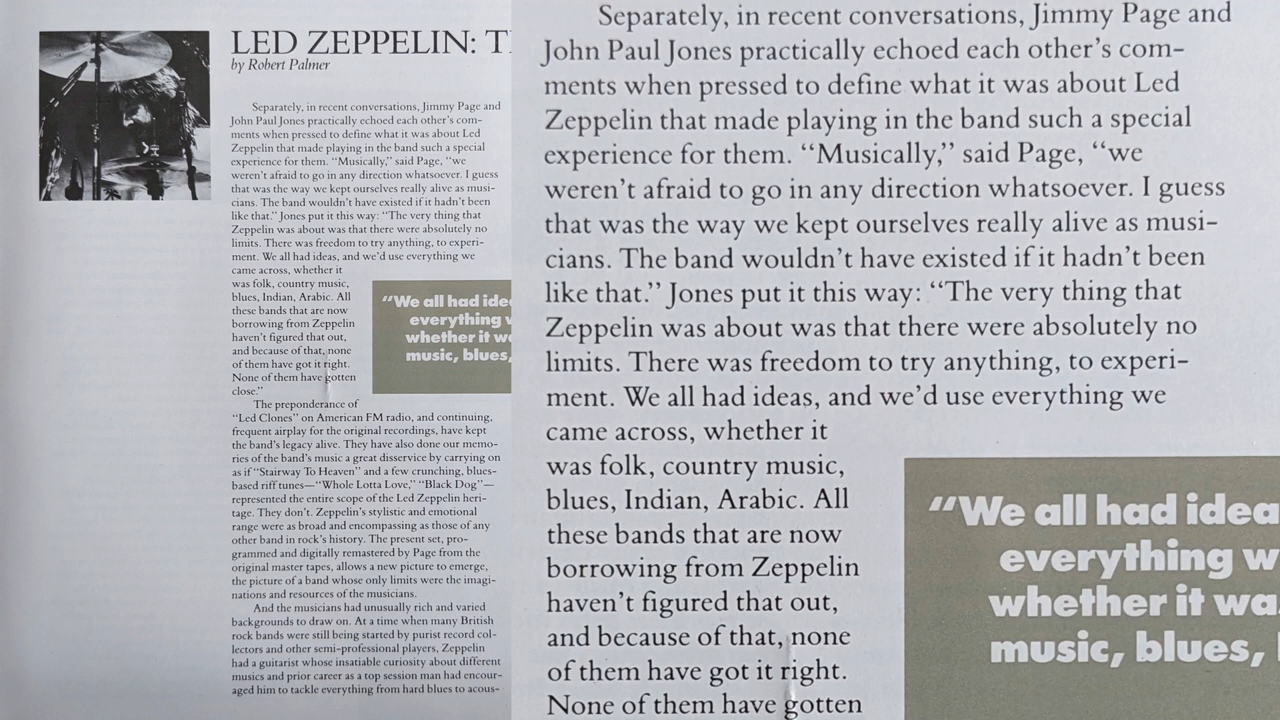 LED ZEPPELIN:
by Robert Palmer
Separately, in recent conversations, Jimmy Page and
John Paul Jones practically echoed each other's com-
ments when pressed to define what it was about Led
Zeppelin that made playing in the band such a special
experience for them. “Musically,” said Page, “we
weren't afraid to go in any direction whatsoever. I guess
that was the way we kept ourselves really alive as musi-
cians. The band wouldn't have existed if it hadn't been
like that.” Jones put it this way: “The very thing that
Zeppelin was about was that there were absolutely no
limits. There was freedom to try anything, to experi-
ment. We all had ideas, and we'd use everything we
came across, whether it
was folk, country music,
blues, Indian, Arabic. All
these bands that are now
borrowing from Zeppelin
haven't figured that out,
and because of that, none
of them have got it right.
None of them have gotten
close.”
“We all had idea
everything w
whether it wa
music, blues,
The preponderance of
“Led Clones” on American FM radio, and continuing,
frequent airplay for the original recordings, have kept
the band's legacy alive. They have also done our memo-
ries of the band's music a great disservice by carrying on
as if “Stairway To Heaven” and a few crunching, blues-
based riff tunes—“Whole Lotta Love,” “Black Dog”—
represented the entire scope of the Led Zeppelin heri-
tage. They don't. Zeppelin's stylistic and emotional
range were as broad and encompassing as those of any
other band in rock's history. The present set, pro-
grammed and digitally remastered by Page from the
original master tapes, allows a new picture to emerge,
the picture of a band whose only limits were the imagi-
nations and resources of the musicians.
And the musicians had unusually rich and varied
backgrounds to draw on. At a time when many British
rock bands were still being started by purist record col-
lectors and other semi-professional players, Zeppelin
had a guitarist whose insatiable curiosity about different
musics and prior career as a top session man had encour-
aged him to tackle everything from hard blues to acous-
Separately, in recent conversations, Jimmy Page and
John Paul Jones practically echoed each other's com-
ments when pressed to define what it was about Led
Zeppelin that made playing in the band such a special
experience for them. “Musically,” said Page, “we
weren't afraid to go in any direction whatsoever. I guess
that was the way we kept ourselves really alive as musi-
cians. The band wouldn't have existed if it hadn't been
like that.” Jones put it this way: “The very thing that
Zeppelin was about was that there were absolutely no
limits. There was freedom to try anything, to experi-
ment. We all had ideas, and we'd use everything we
came across, whether it
was folk, country music,
blues, Indian, Arabic. All
these bands that are now
borrowing from Zeppelin
haven't figured that out,
and because of that, none
of them have got it right.
None of them have gotten
“We all had idea
everything w
whether it wa
music, blues,